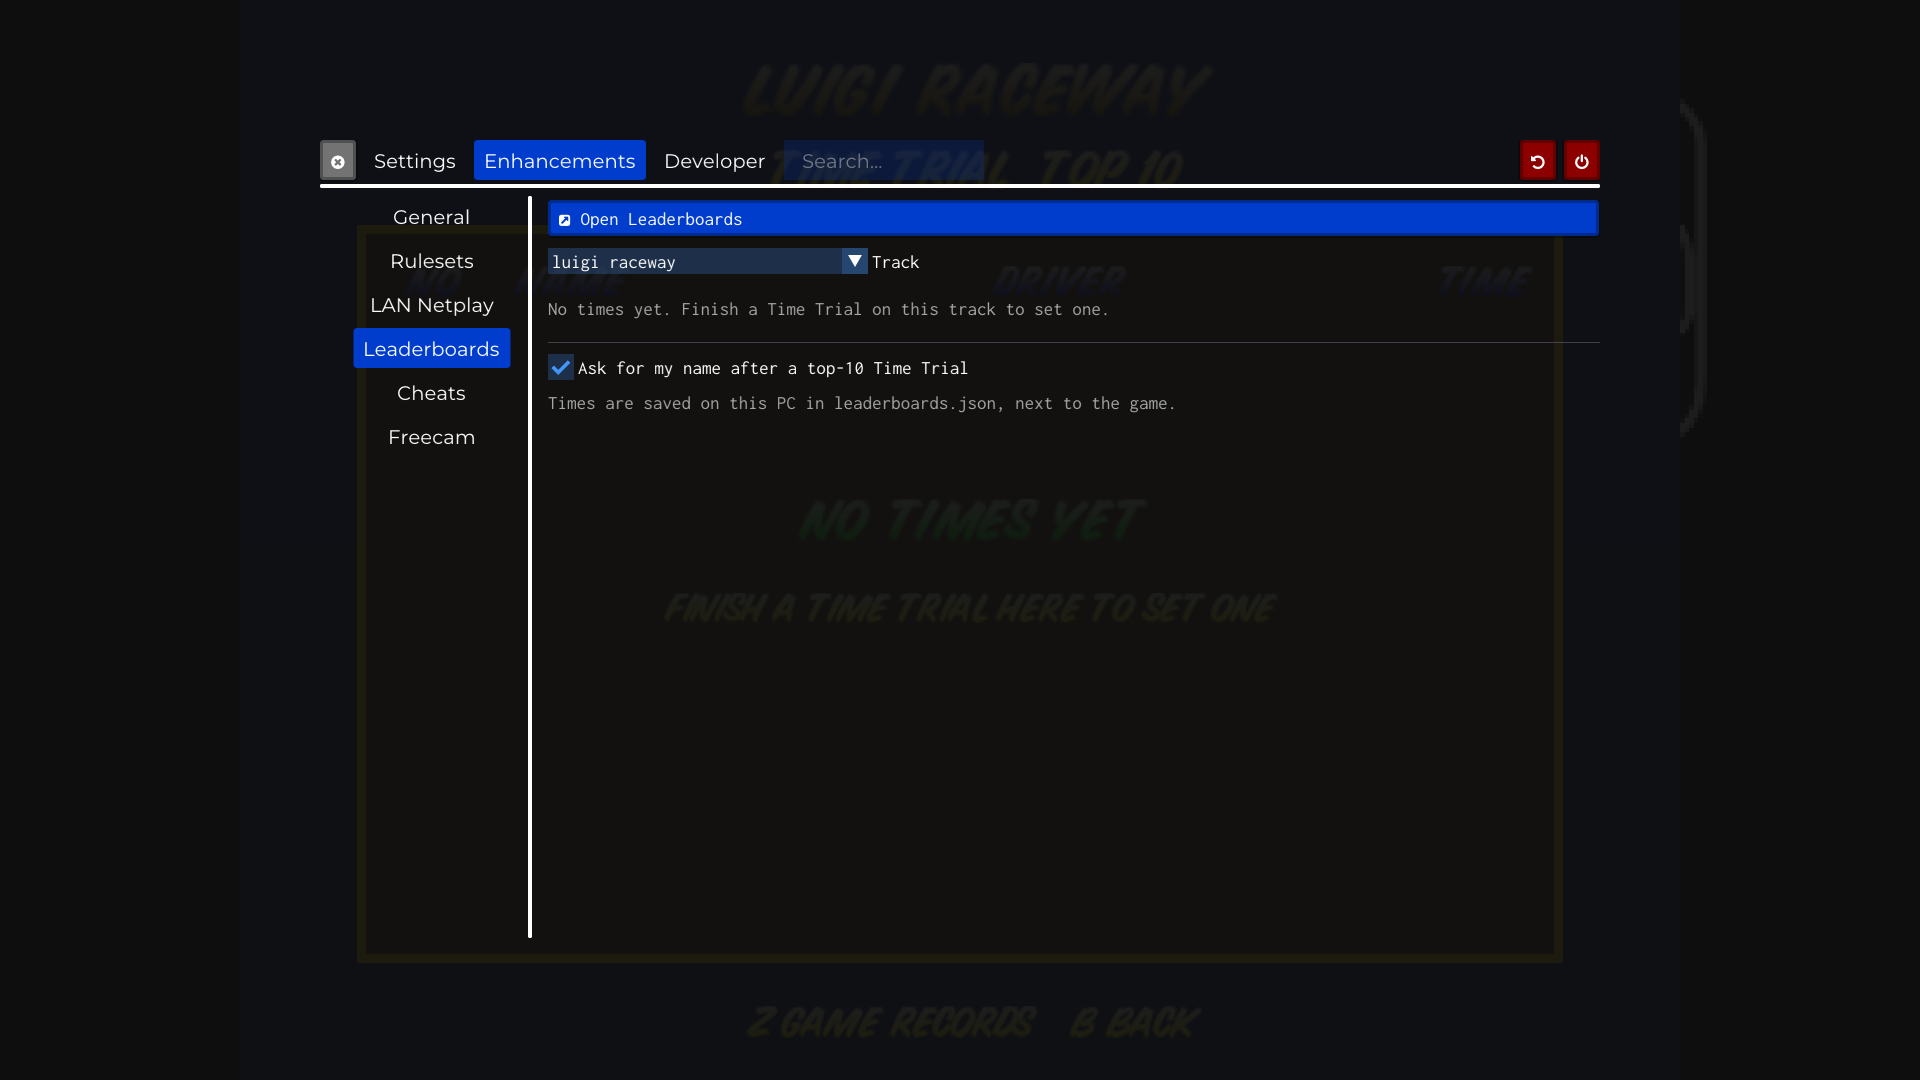 LUIGI RACEWAY
TIME TRIAL TOP 10
Settings Enhancements Developer Search...
General
Rulesets
LAN Netplay
Leaderboards
Cheats
Freecam
Open Leaderboards
luigi raceway Track
NO NAME DRIVER TIME
No times yet. Finish a Time Trial on this track to set one.
Ask for my name after a top-10 Time Trial
Times are saved on this PC in leaderboards.json, next to the game.
NO TIMES YET
FINISH A TIME TRIAL HERE TO SET ONE
Z GAME RECORDS B BACK